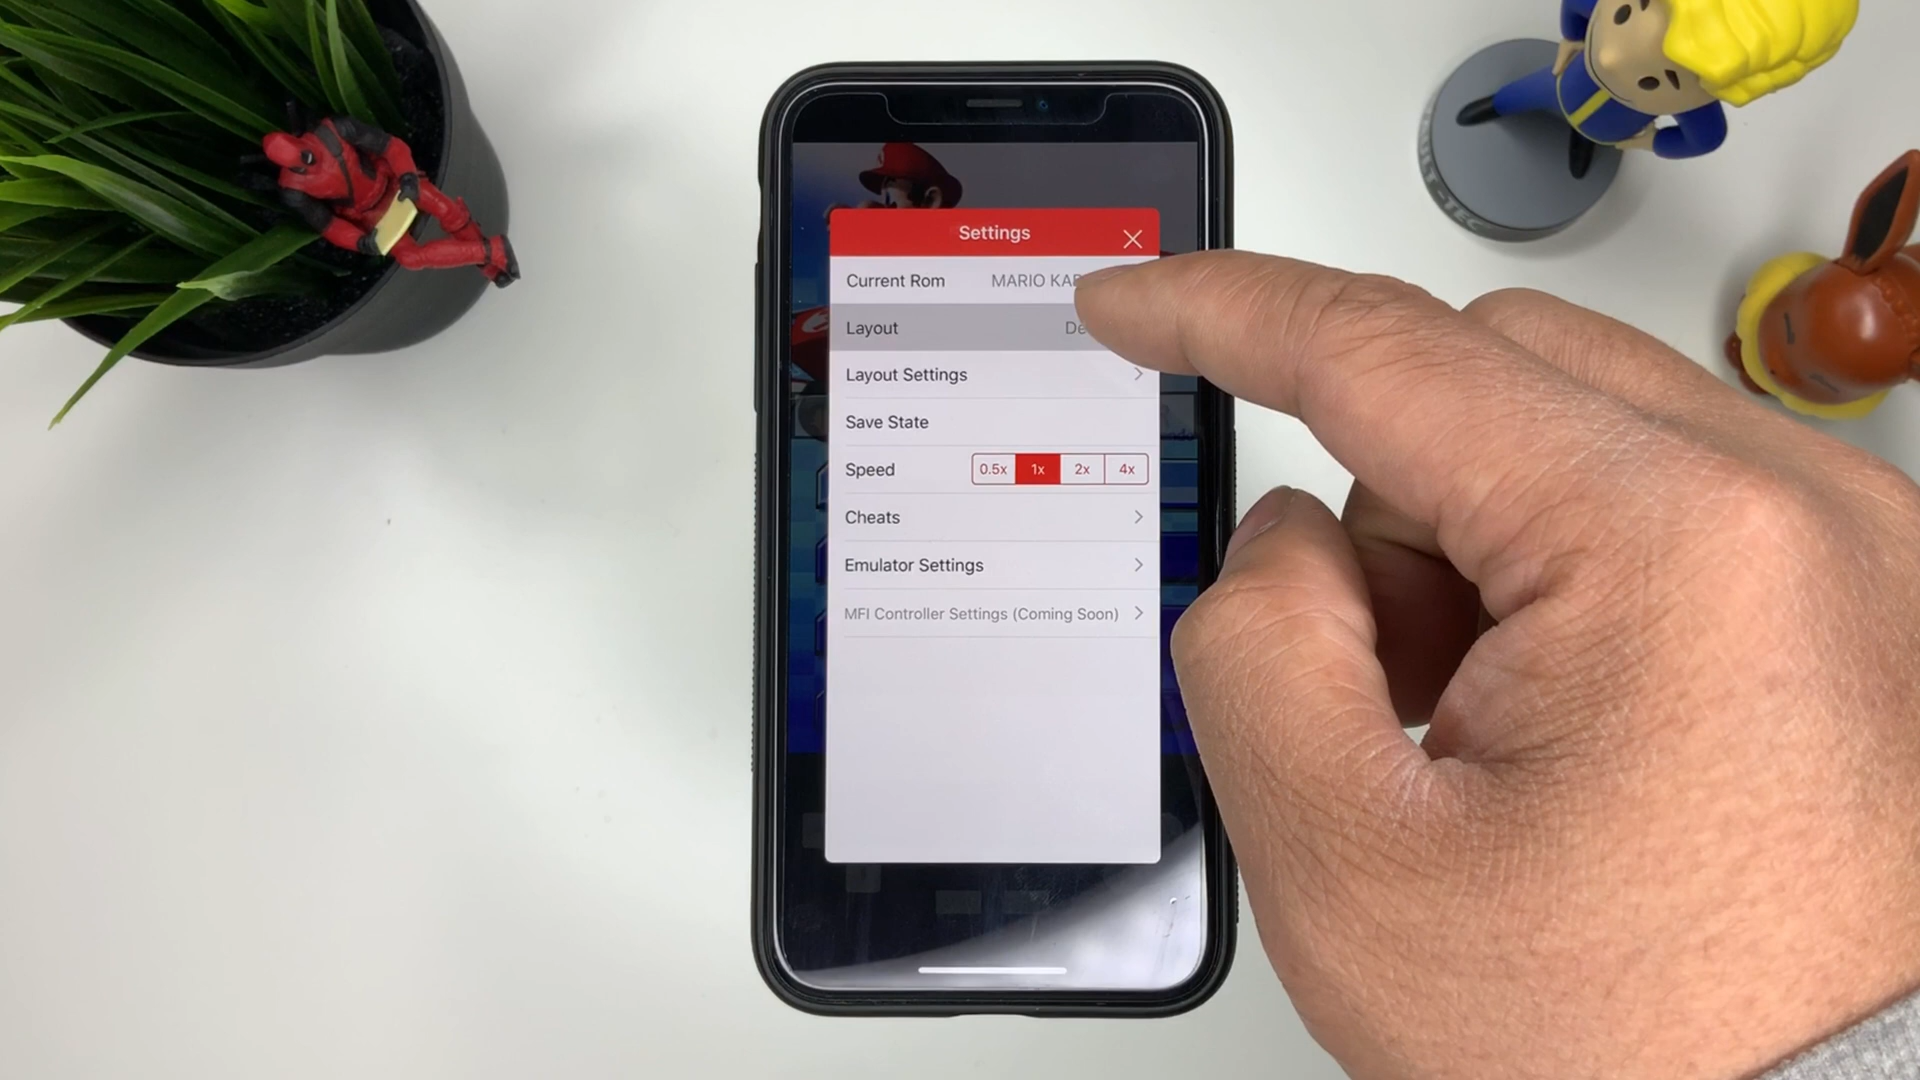 Settings
Current Rom MARIO
Layout
Layout Settings
Save State
Speed 0.5x 1x 2x 4x
Cheats
Emulator Settings
MFI Controller Settings (Coming Soon)